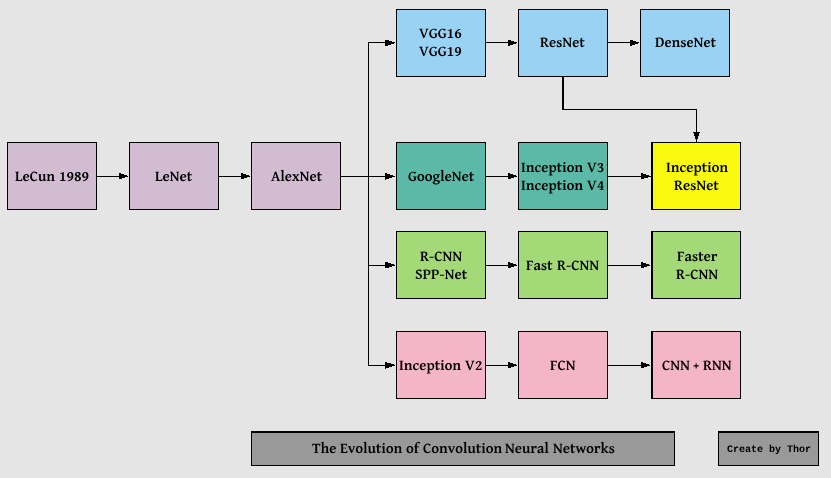 VGG16
VGG19
ResNet
DenseNet
LeCun 1989
LeNet
AlexNet
GoogleNet
Inception V3
Inception V4
Inception
ResNet
R-CNN
SPP-Net
Fast R-CNN
Faster
R-CNN
Inception V2
FCN
CNN + RNN
The Evolution of Convolution Neural Networks
Create by Thor